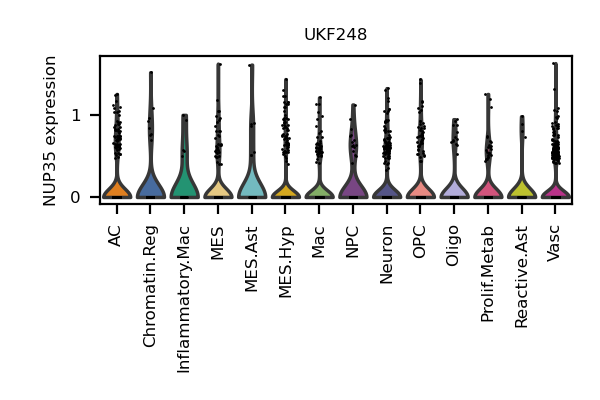 UKF248
NUP35 expression
1
0
AC
Chromatin.Reg
Inflammatory.Mac
MES
MES.Ast
MES.Hyp
Mac
NPC
Neuron
OPC
Oligo
Prolif.Metab
Reactive.Ast
Vasc